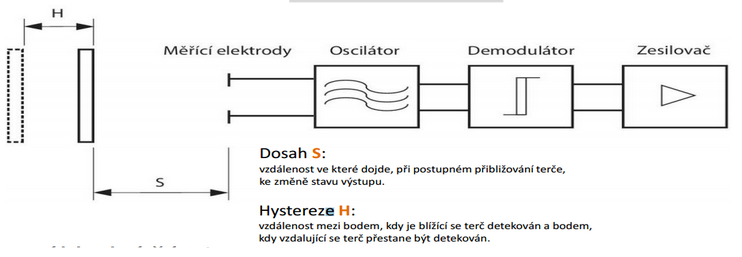 H
Měřící elektrody Oscilátor Demodulátor Zesilovač
S
Dosah S:
vzdálenost ve které dojde, při postupném přibližování terče,
ke změně stavu výstupu.
Hystereze H:
vzdálenost mezi bodem, kdy je blížící se terč detekován a bodem,
kdy vzdalující se terč přestane být detekován.